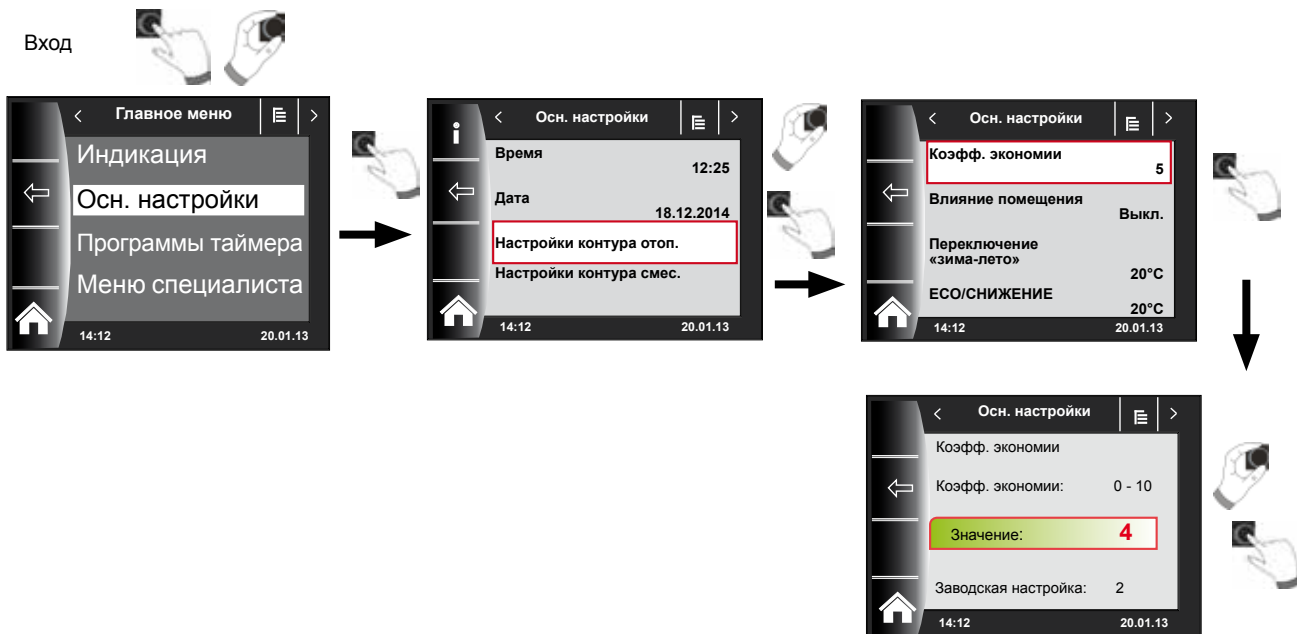 Вход
Главное меню
Индикация
Осн. настройки
Программы таймера
Меню специалиста
14:12 20.01.13
Осн. настройки
Время
12:25
Дата
18.12.2014
Настройки контура отоп.
Настройки контура смес.
14:12 20.01.13
Осн. настройки
Коэфф. экономии
5
Влияние помещения
Выкл.
Переключение
«зима-лето»
20°C
ECO/СНИЖЕНИЕ
20°C
14:12 20.01.13
Осн. настройки
Коэфф. экономии
Коэфф. экономии: 0 - 10
Значение: 4
Заводская настройка: 2
14:12 20.01.13